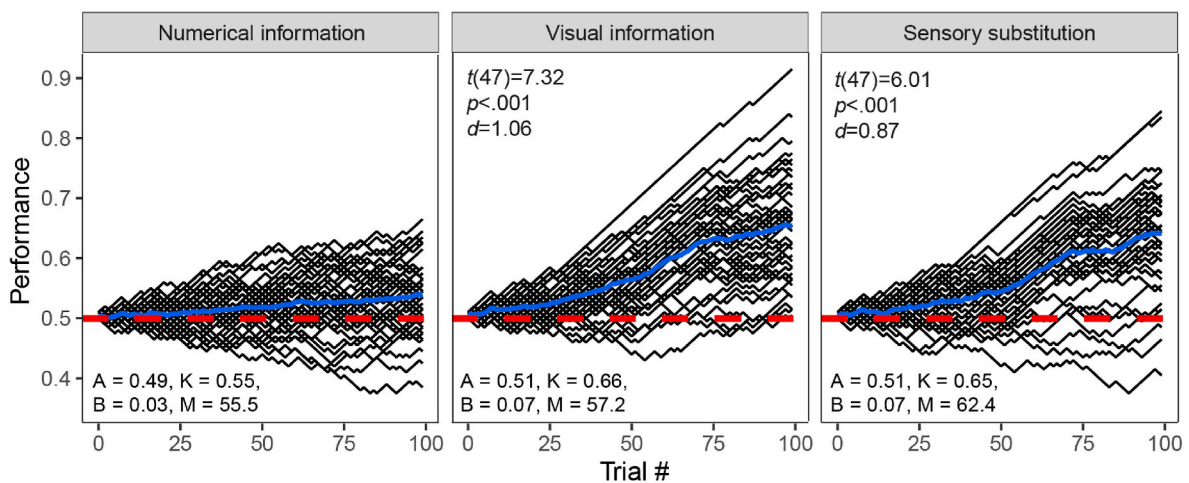 Numerical information
Visual information
Sensory substitution
t(47)=7.32
p<.001
d=1.06
t(47)=6.01
p<.001
d=0.87
Performance
0.9
0.8
0.7
0.6
0.5
0.4
A = 0.49, K = 0.55,
B = 0.03, M = 55.5
A = 0.51, K = 0.66,
B = 0.07, M = 57.2
A = 0.51, K = 0.65,
B = 0.07, M = 62.4
0 25 50 75 100
0 25 50 75 100
0 25 50 75 100
Trial #